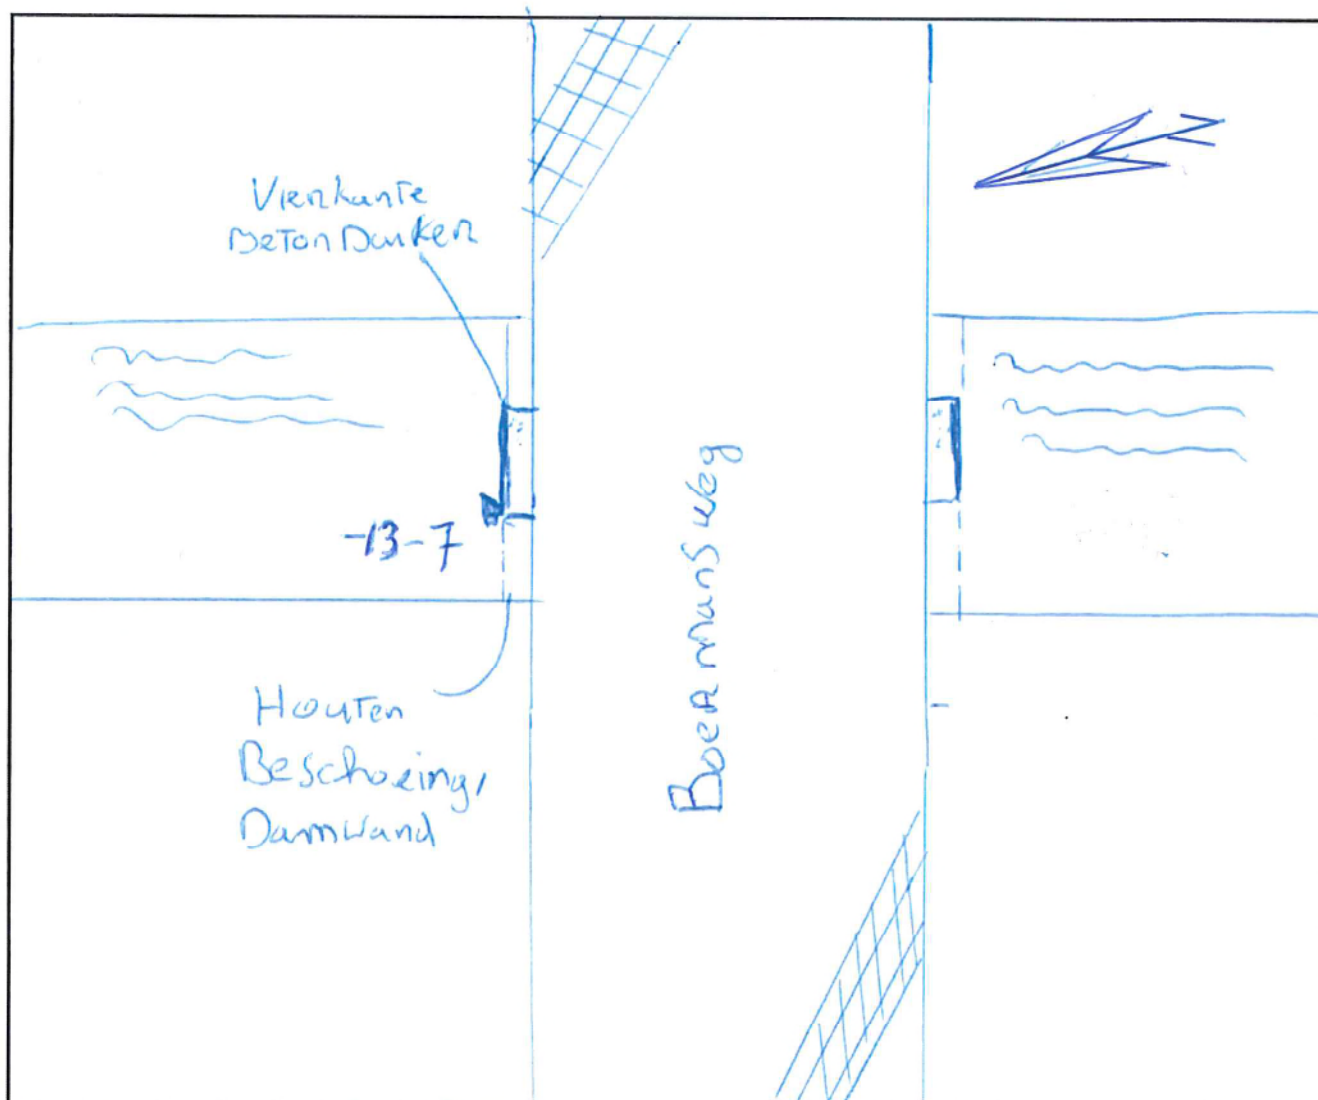 Vierkante
Beton Duiker
-13-7
Boermansweg
Houten
Beschoeing/
Damwand